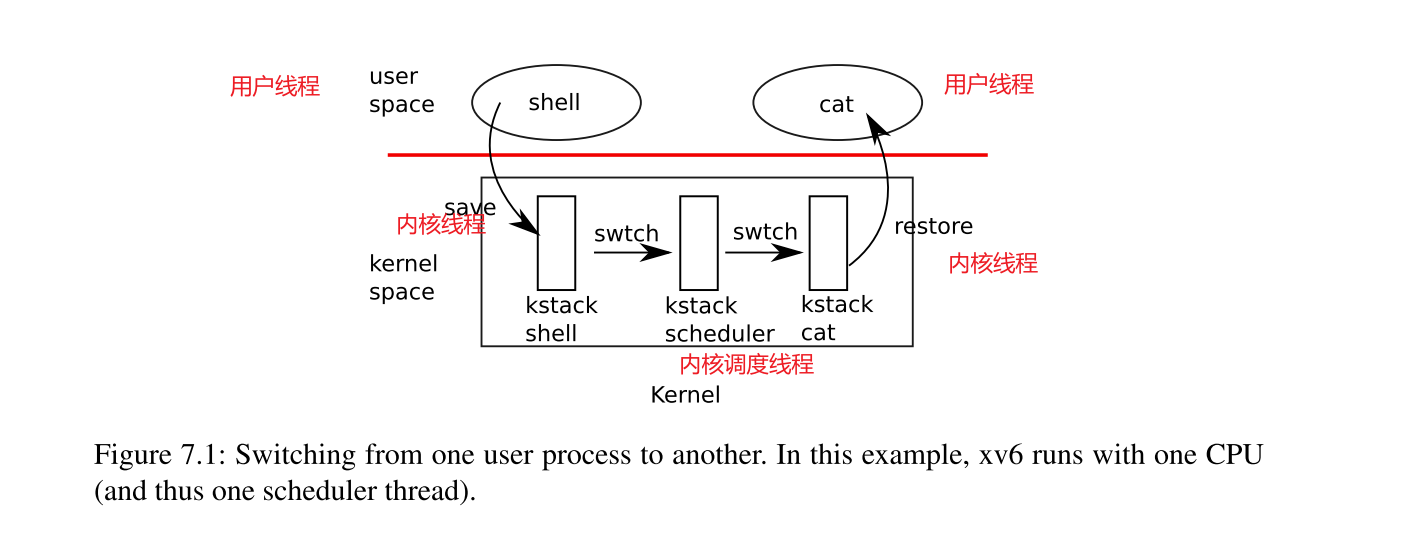 用户线程
user
space
shell
cat
用户线程
save
内核线程
swtch
swtch
restore
kernel
space
内核线程
kstack
shell
kstack
scheduler
kstack
cat
内核调度线程
Kernel
Figure 7.1: Switching from one user process to another. In this example, xv6 runs with one CPU
(and thus one scheduler thread).